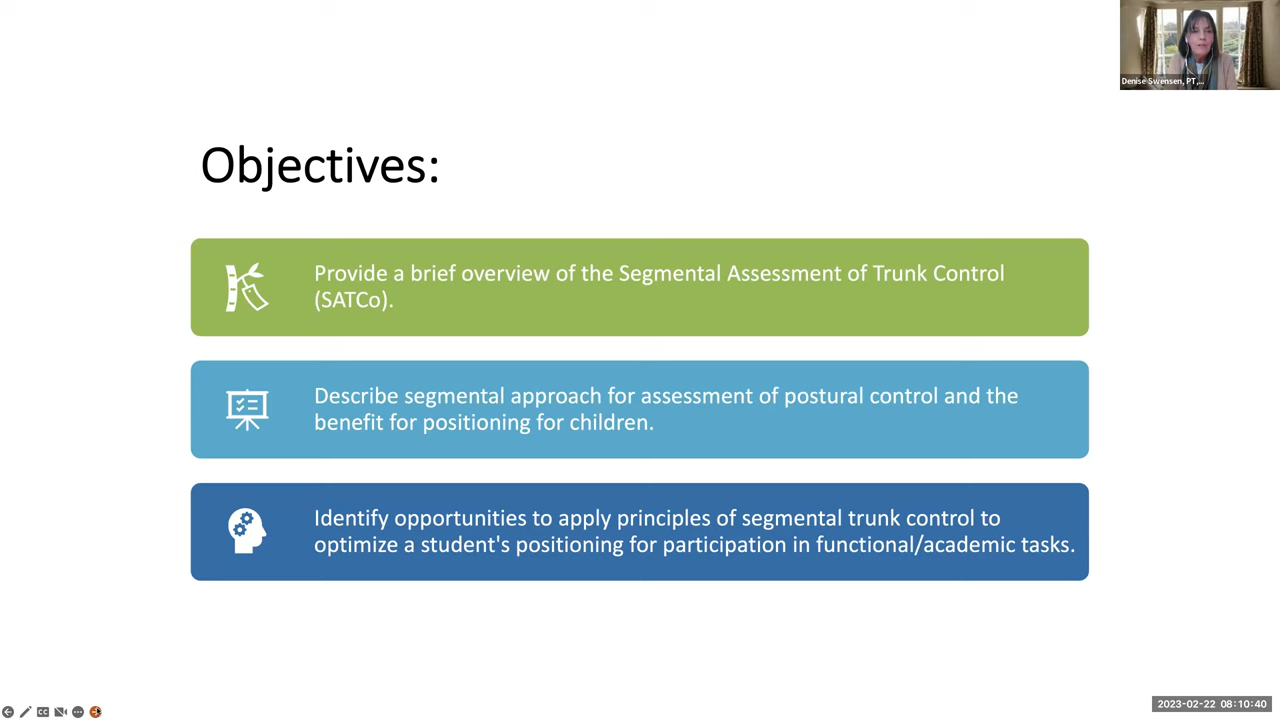 Denise Swensen, PT,...
Objectives:
Provide a brief overview of the Segmental Assessment of Trunk Control
(SATCo).
Describe segmental approach for assessment of postural control and the
benefit for positioning for children.
Identify opportunities to apply principles of segmental trunk control to
optimize a student's positioning for participation in functional/academic tasks.
CC
2023-02-22 08:10:40